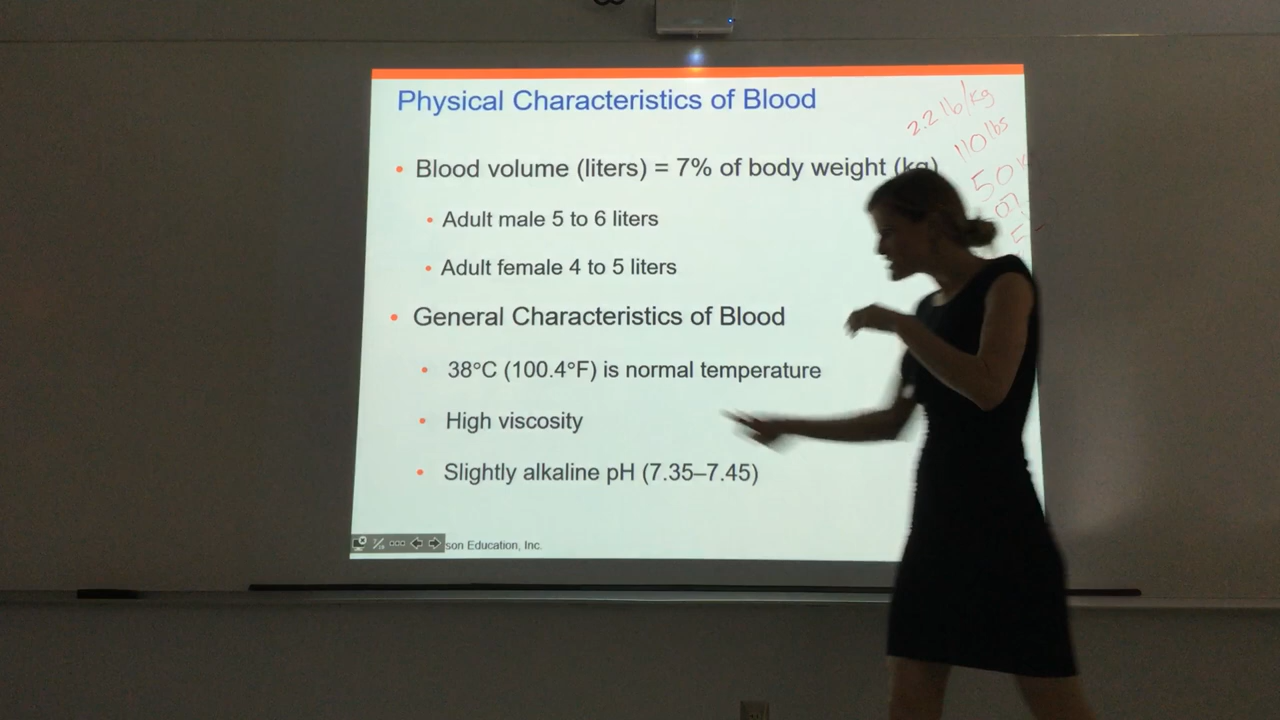 Physical Characteristics of Blood
• Blood volume (liters) = 7% of body weight (kg)
• Adult male 5 to 6 liters
• Adult female 4 to 5 liters
• General Characteristics of Blood
• 38°C (100.4°F) is normal temperature
• High viscosity
• Slightly alkaline pH (7.35–7.45)
Education, Inc.
2.2 lb/kg
110 lbs
50